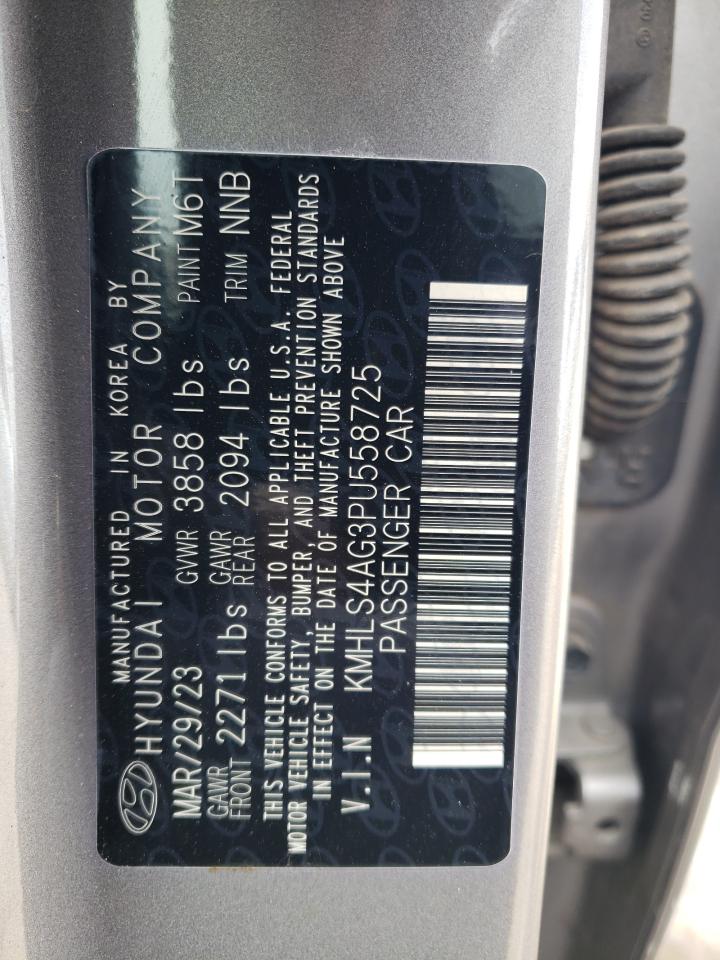 MANUFACTURED IN KOREA BY
HYUNDAI MOTOR COMPANY
MAR/29/23 GVWR 3858 lbs PAINT M6T
GAWR FRONT 2271 lbs GAWR REAR 2094 lbs TRIM NNB
THIS VEHICLE CONFORMS TO ALL APPLICABLE U.S.A. FEDERAL
MOTOR VEHICLE SAFETY, BUMPER, AND THEFT PREVENTION STANDARDS
IN EFFECT ON THE DATE OF MANUFACTURE SHOWN ABOVE
V.I.N KMHLS4AG3PU558725
PASSENGER CAR